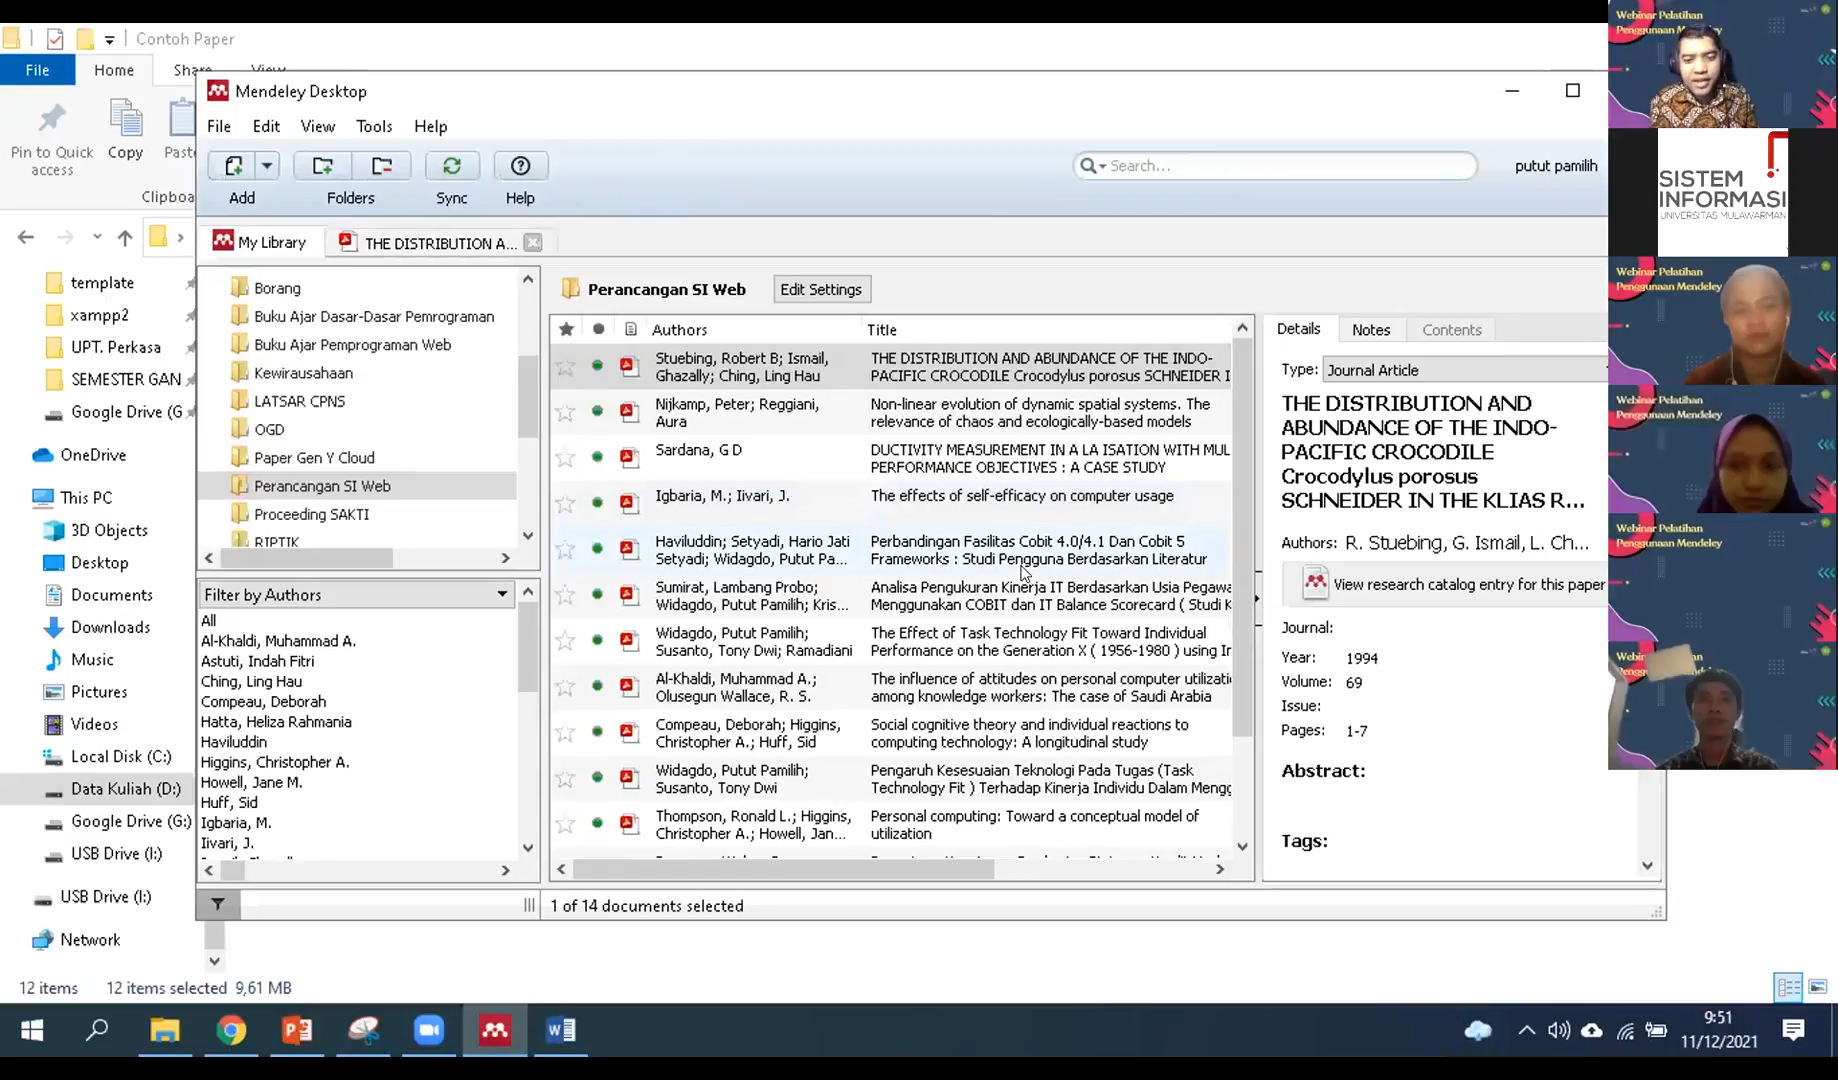 Contoh Paper
File
Home
Share
View
Pin to Quick
access
Copy
Paste
Clipboa
template
xampp2
UPT. Perkasa
SEMESTER GAN
Google Drive (G
OneDrive
This PC
3D Objects
Desktop
Documents
Downloads
Music
Pictures
Videos
Local Disk (C:)
Data Kuliah (D:)
Google Drive (G:)
USB Drive (I:)
USB Drive (I:)
Network
12 items
12 items selected 9,61 MB
Mendeley Desktop
File Edit View Tools Help
Add
Folders
Sync
Help
Search...
putut pamilih
My Library
THE DISTRIBUTION A...
Borang
Buku Ajar Dasar-Dasar Pemrograman
Buku Ajar Pemprograman Web
Kewirausahaan
LATSAR CPNS
OGD
Paper Gen Y Cloud
Perancangan SI Web
Proceeding SAKTI
RIPTIK
Filter by Authors
All
Al-Khaldi, Muhammad A.
Astuti, Indah Fitri
Ching, Ling Hau
Compeau, Deborah
Hatta, Heliza Rahmania
Haviluddin
Higgins, Christopher A.
Howell, Jane M.
Huff, Sid
Igbaria, M.
Iivari, J.
Perancangan SI Web
Edit Settings
Authors
Title
Stuebing, Robert B; Ismail,
Ghazally; Ching, Ling Hau
THE DISTRIBUTION AND ABUNDANCE OF THE INDO-
PACIFIC CROCODILE Crocodylus porosus SCHNEIDER I
Nijkamp, Peter; Reggiani,
Aura
Non-linear evolution of dynamic spatial systems. The
relevance of chaos and ecologically-based models
Sardana, G D
DUCTIVITY MEASUREMENT IN A LA ISATION WITH MUL
PERFORMANCE OBJECTIVES : A CASE STUDY
Igbaria, M.; Iivari, J.
The effects of self-efficacy on computer usage
Haviluddin; Setyadi, Hario Jati
Setyadi; Widagdo, Putut Pa...
Perbandingan Fasilitas Cobit 4.0/4.1 Dan Cobit 5
Frameworks : Studi Pengguna Berdasarkan Literatur
Sumirat, Lambang Probo;
Widagdo, Putut Pamilih; Kris...
Analisa Pengukuran Kinerja IT Berdasarkan Usia Pegawa
Menggunakan COBIT dan IT Balance Scorecard ( Studi K
Widagdo, Putut Pamilih;
Susanto, Tony Dwi; Ramadiani
The Effect of Task Technology Fit Toward Individual
Performance on the Generation X ( 1956-1980 ) using In
Al-Khaldi, Muhammad A.;
Olusegun Wallace, R. S.
The influence of attitudes on personal computer utilizati
among knowledge workers: The case of Saudi Arabia
Compeau, Deborah; Higgins,
Christopher A.; Huff, Sid
Social cognitive theory and individual reactions to
computing technology: A longitudinal study
Widagdo, Putut Pamilih;
Susanto, Tony Dwi
Pengaruh Kesesuaian Teknologi Pada Tugas (Task
Technology Fit ) Terhadap Kinerja Individu Dalam Mengg
Thompson, Ronald L.; Higgins,
Christopher A.; Howell, Jan...
Personal computing: Toward a conceptual model of
utilization
1 of 14 documents selected
Details
Notes
Contents
Type: Journal Article
THE DISTRIBUTION AND
ABUNDANCE OF THE INDO-
PACIFIC CROCODILE
Crocodylus porosus
SCHNEIDER IN THE KLIAS R...
Authors: R. Stuebing, G. Ismail, L. Ch...
View research catalog entry for this paper
Journal:
Year: 1994
Volume: 69
Issue:
Pages: 1-7
Abstract:
Tags:
Webinar Pelatihan
Penggunaan Mendeley
SISTEM
INFORMASI
UNIVERSITAS MULAWARMAN
Webinar Pelatihan
Penggunaan Mendeley
Webinar Pelatihan
Penggunaan Mendeley
Webinar Pelatihan
Penggunaan Mendeley
9:51
11/12/2021